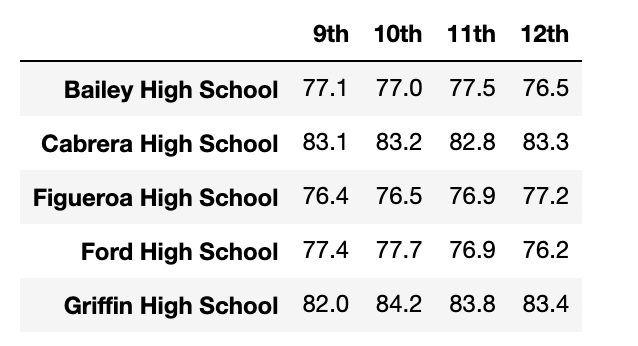 9th 10th 11th 12th
Bailey High School 77.1 77.0 77.5 76.5
Cabrera High School 83.1 83.2 82.8 83.3
Figueroa High School 76.4 76.5 76.9 77.2
Ford High School 77.4 77.7 76.9 76.2
Griffin High School 82.0 84.2 83.8 83.4